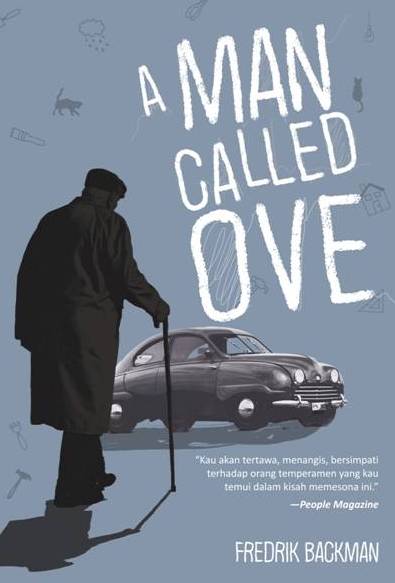 A
MAN
CALLED
OVE
“Kau akan tertawa, menangis, bersimpati
terhadap orang temperamen yang kau
temui dalam kisah memesona ini.”
—People Magazine
FREDRIK BACKMAN